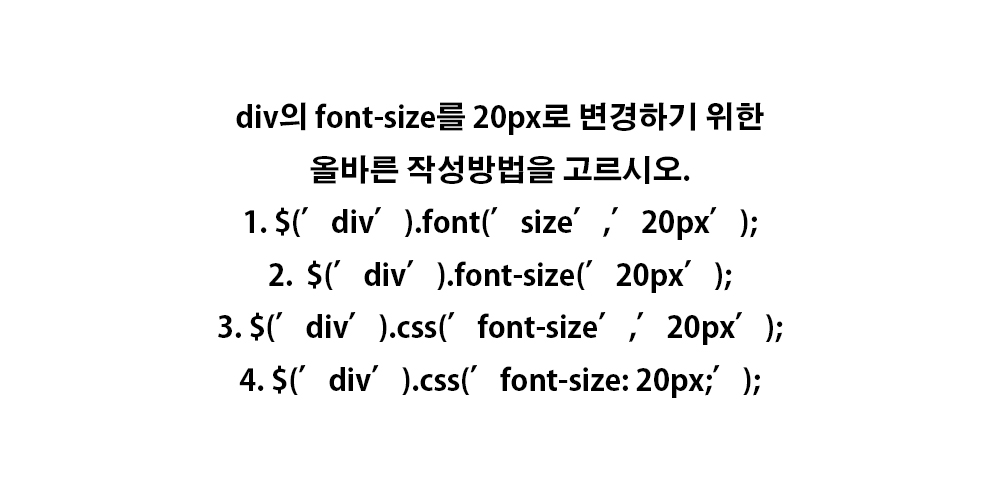 div의 font-size를 20px로 변경하기 위한
올바른 작성방법을 고르시오.
1. $(′div′).font(′size′,′20px′);
2. $(′div′).font-size(′20px′);
3. $(′div′).css(′font-size′,′20px′);
4. $(′div′).css(′font-size: 20px;′);